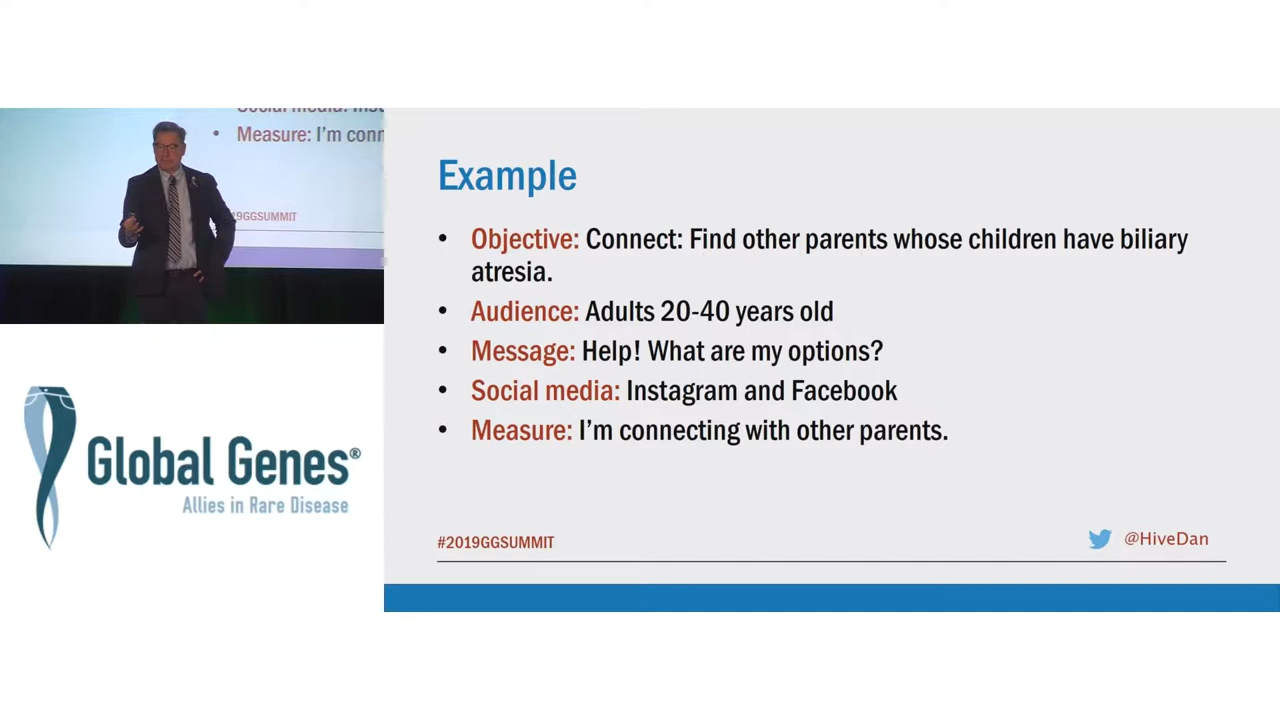 Measure: I'm conn
19GGSUMMIT
Global Genes®
Allies in Rare Disease
Example
• Objective: Connect: Find other parents whose children have biliary
atresia.
• Audience: Adults 20-40 years old
• Message: Help! What are my options?
• Social media: Instagram and Facebook
• Measure: I'm connecting with other parents.
#2019GGSUMMIT
@HiveDan